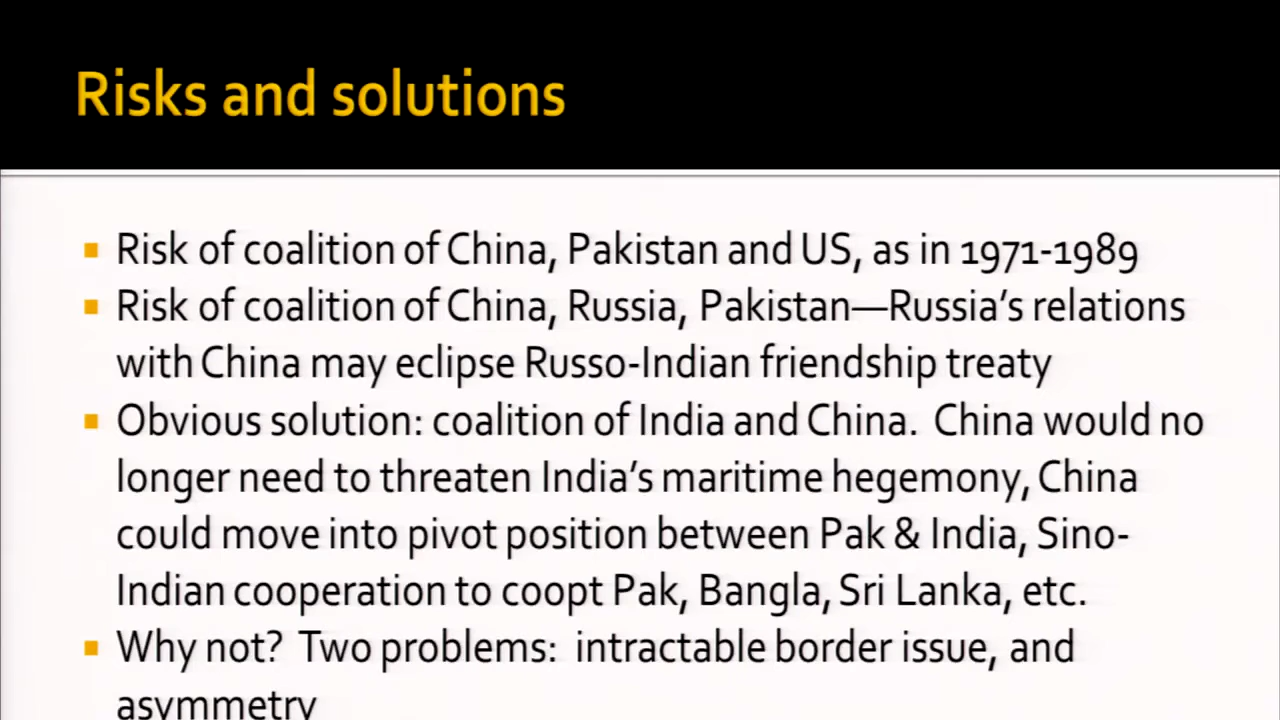 Risks and solutions
Risk of coalition of China, Pakistan and US, as in 1971-1989
Risk of coalition of China, Russia, Pakistan—Russia's relations
with China may eclipse Russo-Indian friendship treaty
Obvious solution: coalition of India and China.  China would no
longer need to threaten India's maritime hegemony, China
could move into pivot position between Pak & India, Sino-
Indian cooperation to coopt Pak, Bangla, Sri Lanka, etc.
Why not?  Two problems:  intractable border issue, and
asymmetry